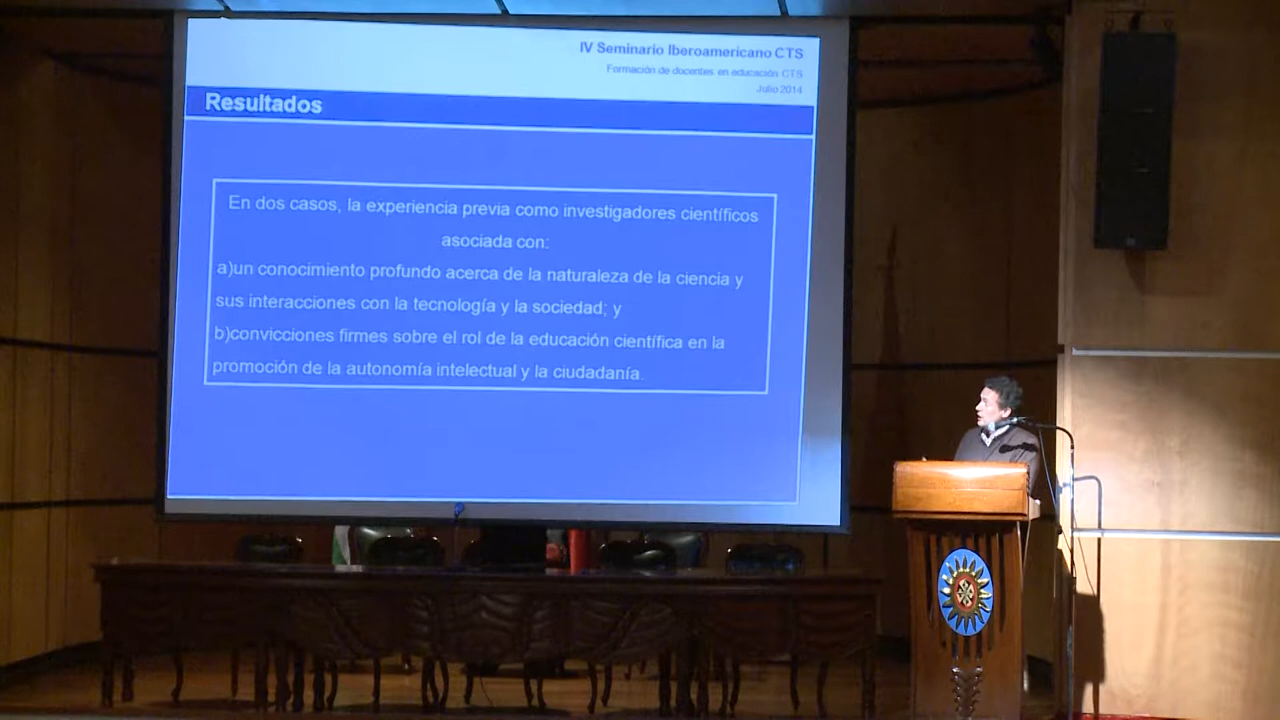 IV Seminario Iberoamericano CTS
Formación de docentes en educación CTS
Julio 2014
Resultados
En dos casos, la experiencia previa como investigadores científicos
asociada con:
a)un conocimiento profundo acerca de la naturaleza de la ciencia y
sus interacciones con la tecnología y la sociedad; y
b)convicciones firmes sobre el rol de la educación científica en la
promoción de la autonomía intelectual y la ciudadanía.